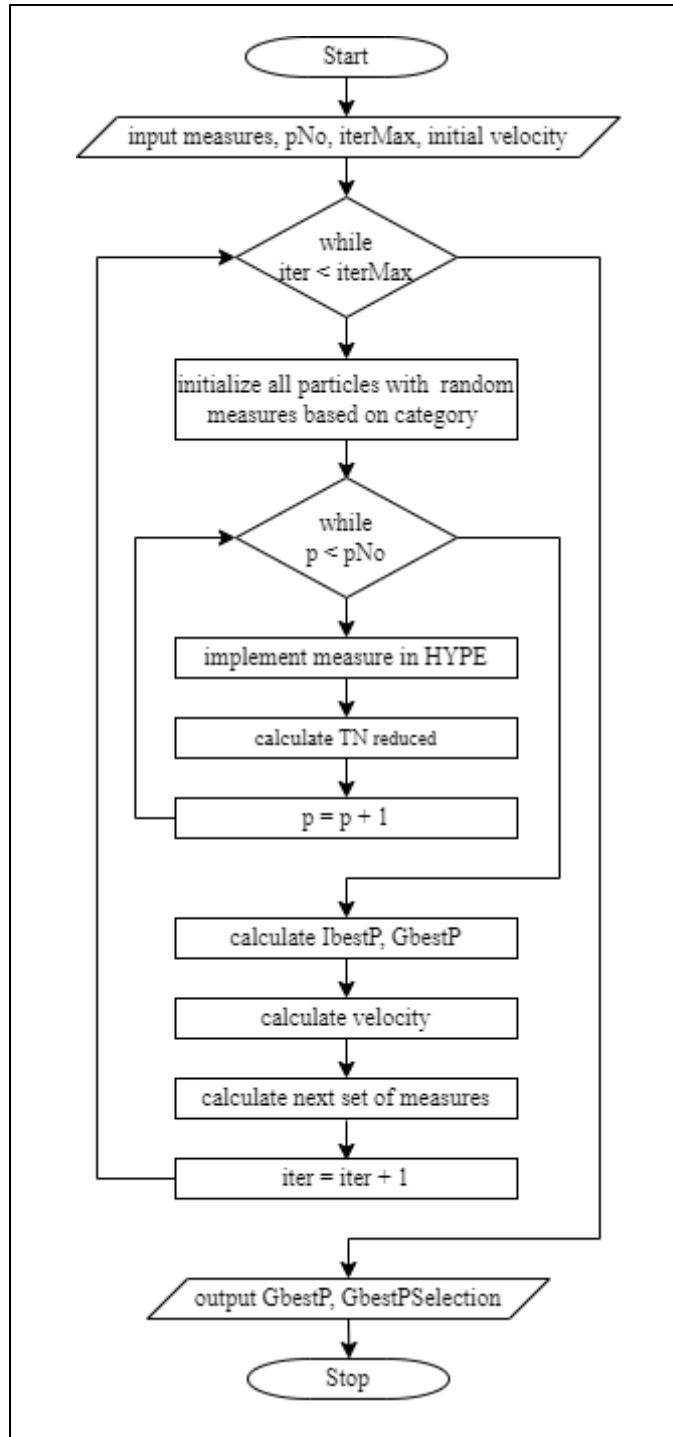 Start
input measures, pNo, iterMax, initial velocity
while
iter < iterMax
initialize all particles with random
measures based on category
while
p < pNo
implement measure in HYPE
calculate TN reduced
p = p + 1
calculate IbestP, GbestP
calculate velocity
calculate next set of measures
iter = iter + 1
output GbestP, GbestPSelection
Stop